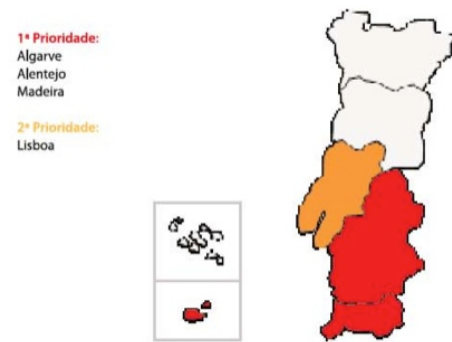 1ª Prioridade:
Algarve
Alentejo
Madeira
2ª Prioridade:
Lisboa